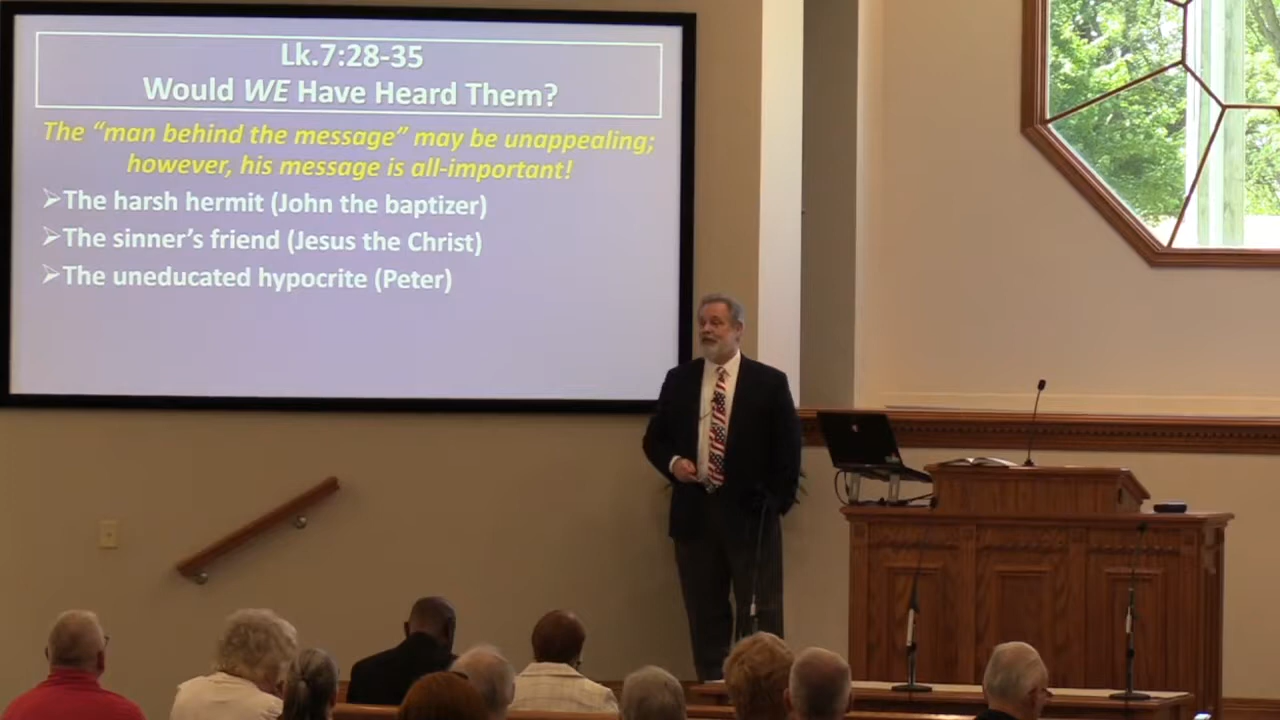 Lk.7:28-35
Would WE Have Heard Them?
The “man behind the message” may be unappealing;
however, his message is all-important!
➢The harsh hermit (John the baptizer)
➢The sinner’s friend (Jesus the Christ)
➢The uneducated hypocrite (Peter)